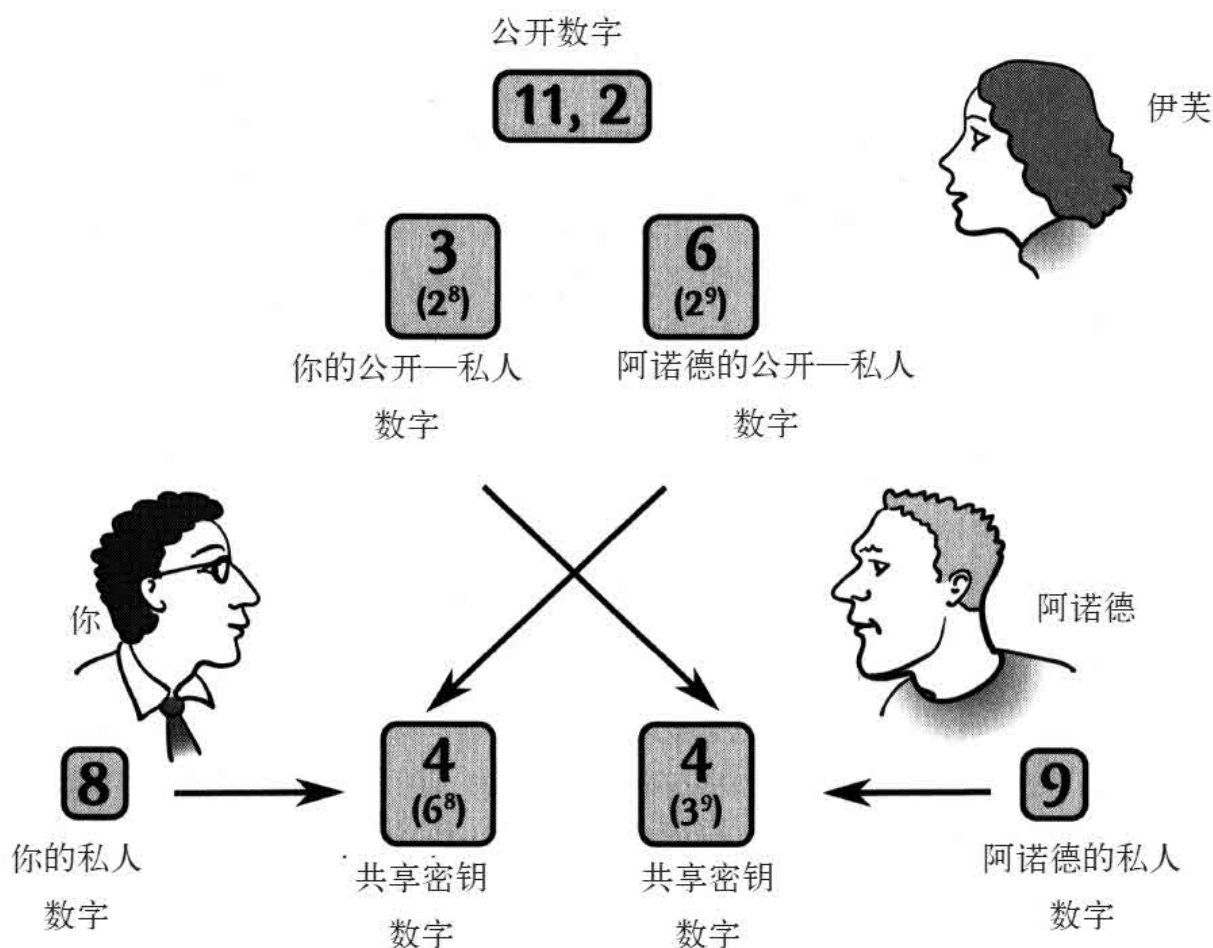 公开数字
11, 2
伊芙
3
(2⁸)
你的公开—私人
数字
6
(2⁹)
阿诺德的公开—私人
数字
你
阿诺德
8
你的私人
数字
4
(6⁸)
共享密钥
数字
4
(3⁹)
共享密钥
数字
9
阿诺德的私人
数字